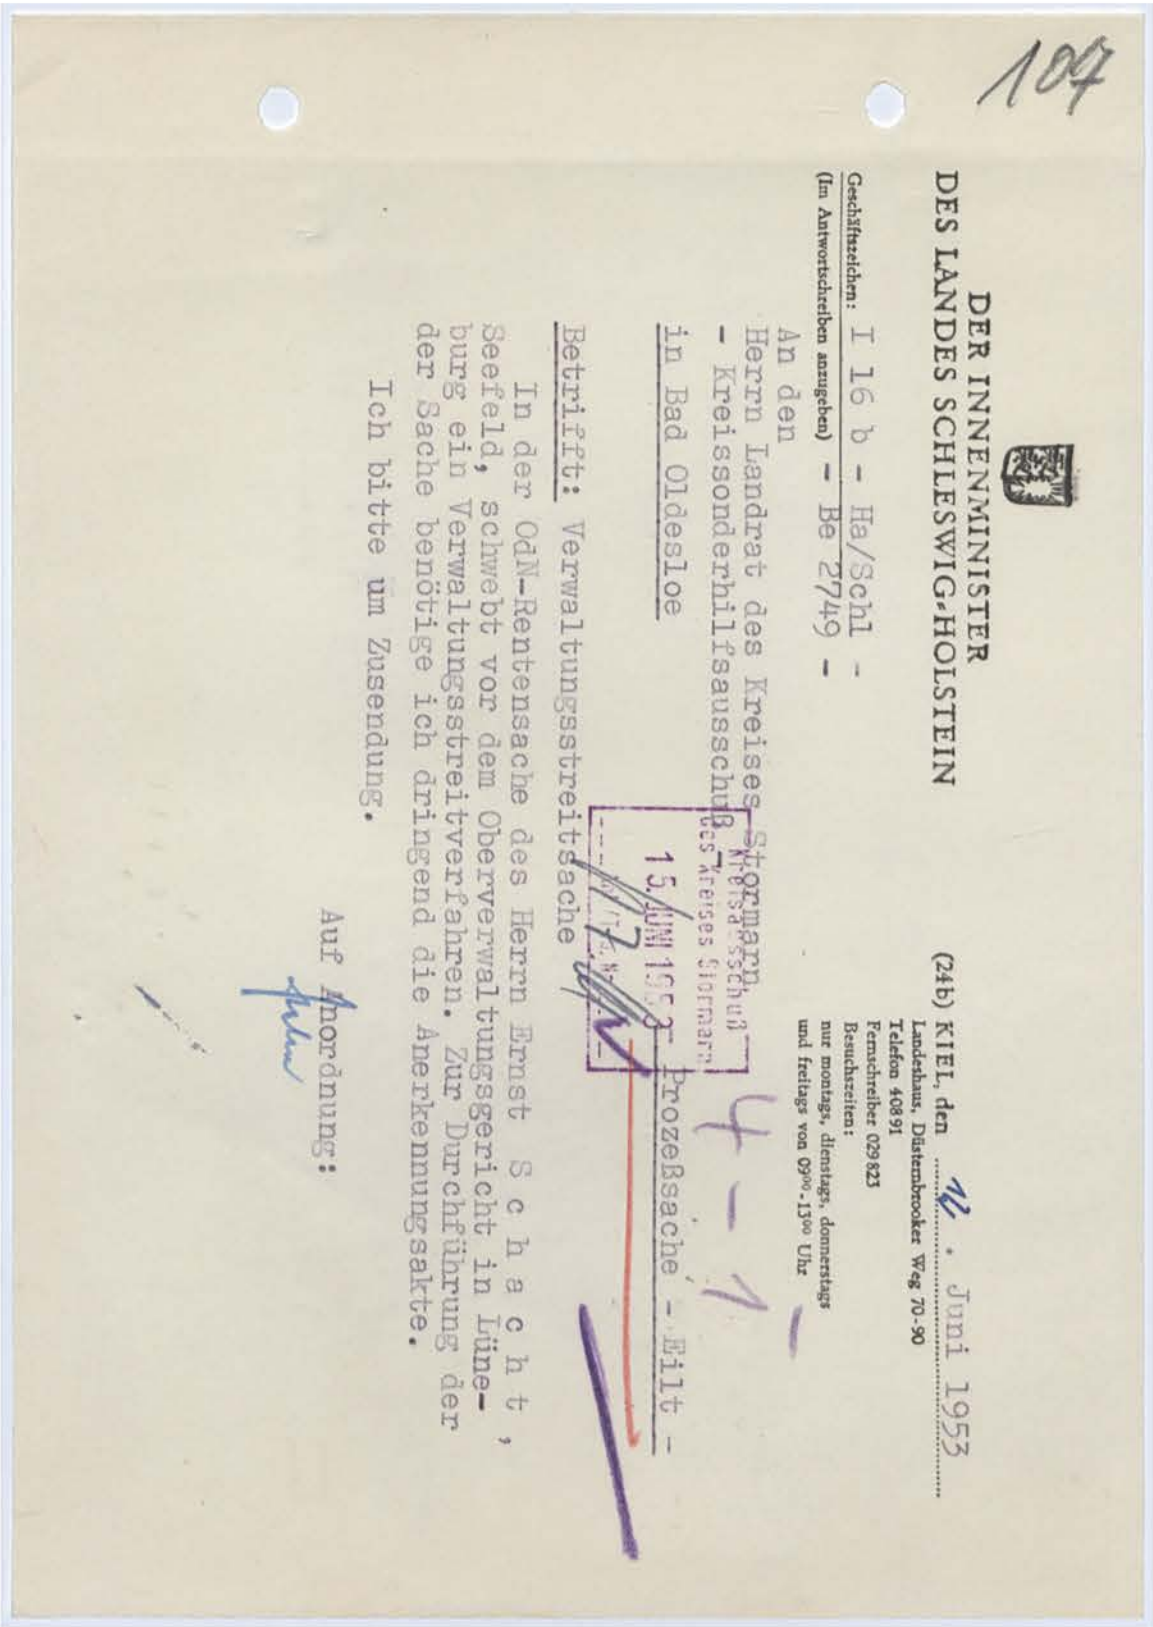 107
DER INNENMINISTER
DES LANDES SCHLESWIG-HOLSTEIN
Geschäftszeichen: I 16 b - Ha/Schl -
(Im Antwortschreiben anzugeben) - Be 2749 -
(24b) KIEL, den . Juni 1953
Landeshaus, Düsternbrooker Weg 70-90
Telefon 40891
Fernschreiber 029823
Besuchszeiten:
nur montags, dienstags, donnerstags
und freitags von 09⁰⁰-13⁰⁰ Uhr
An den
Herrn Landrat des Kreises Stormarn
- Kreissonderhilfsausschuß -
in Bad Oldesloe
Kreisausschuß
des Kreises Stormarn
15. JUNI 1953
4 - 1 -
Prozeßsache - Eilt -
Betrifft: Verwaltungsstreitsache
In der OdN-Rentensache des Herrn Ernst S c h a c h t ,
Seefeld, schwebt vor dem Oberverwaltungsgericht in Lüne-
burg ein Verwaltungsstreitverfahren. Zur Durchführung der
der Sache benötige ich dringend die Anerkennungsakte.
Ich bitte um Zusendung.
Auf Anordnung: